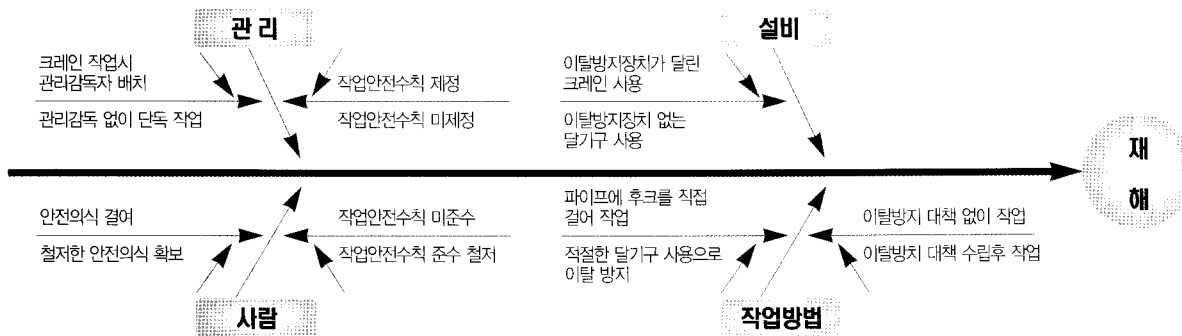 관 리
설비
크레인 작업시
관리감독자 배치
작업안전수칙 제정
관리감독 없이 단독 작업
작업안전수칙 미제정
이탈방지장치가 달린
크레인 사용
이탈방지장치 없는
달기구 사용
재
해
안전의식 결여
작업안전수칙 미준수
철저한 안전의식 확보
작업안전수칙 준수 철저
파이프에 후크를 직접
걸어 작업
이탈방지 대책 없이 작업
적절한 달기구 사용으로
이탈 방지
이탈방치 대책 수립후 작업
사람
작업방법